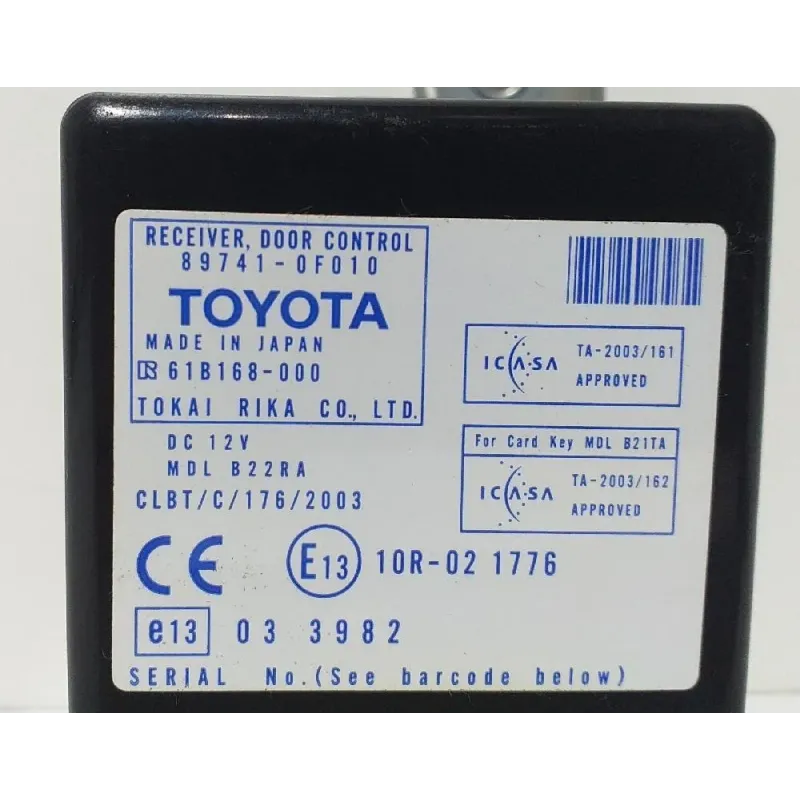 RECEIVER, DOOR CONTROL
89741-0F010
TOYOTA
MADE IN JAPAN
61B168-000
TOKAI RIKA CO., LTD.
DC 12V
MDL B22RA
CLBT/C/176/2003
ICASA
TA-2003/161
APPROVED
For Card Key MDL B21TA
ICASA
TA-2003/162
APPROVED
CE E13 10R-02 1776
e13 03 3982
SERIAL No.(See barcode below)